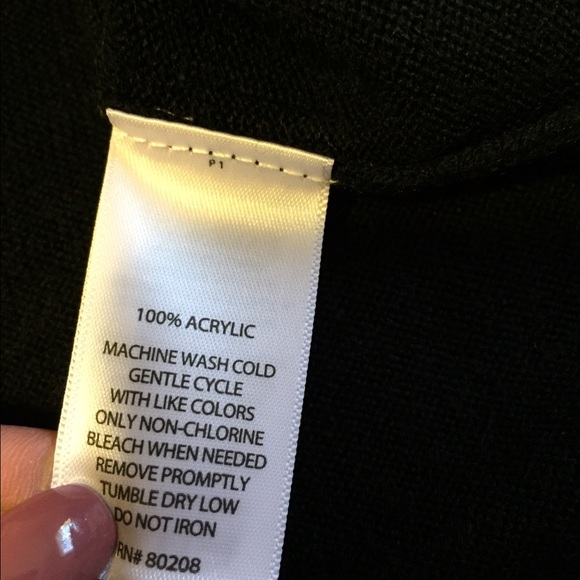 P 1
100% ACRYLIC
MACHINE WASH COLD
GENTLE CYCLE
WITH LIKE COLORS
ONLY NON-CHLORINE
BLEACH WHEN NEEDED
REMOVE PROMPTLY
TUMBLE DRY LOW
DO NOT IRON
RN# 80208